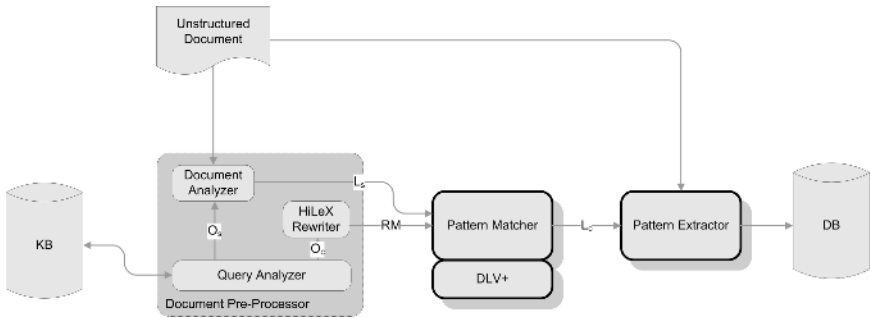 Unstructured
Document
Document
Analyzer
Ls
HiLeX
Rewriter
RM
Pattern Matcher
Lc
Pattern Extractor
DB
KB
Os
Oc
Query Analyzer
DLV+
Document Pre-Processor